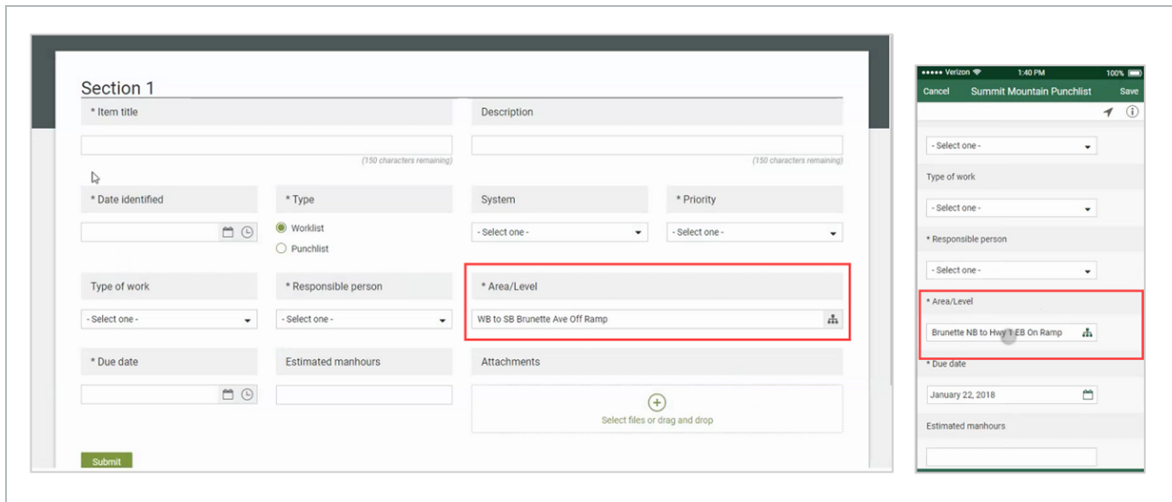 Section 1
* Item title
Description
(150 characters remaining)
(150 characters remaining)
* Date identified
* Type
System
* Priority
Worklist
Punchlist
- Select one -
- Select one -
Type of work
* Responsible person
* Area/Level
- Select one -
- Select one -
WB to SB Brunette Ave Off Ramp
* Due date
Estimated manhours
Attachments
Select files or drag and drop
Submit
Verizon 1:40 PM 100%
Cancel Summit Mountain Punchlist Save
- Select one -
Type of work
- Select one -
* Responsible person
- Select one -
* Area/Level
Brunette NB to Hwy 1 EB On Ramp
* Due date
January 22, 2018
Estimated manhours